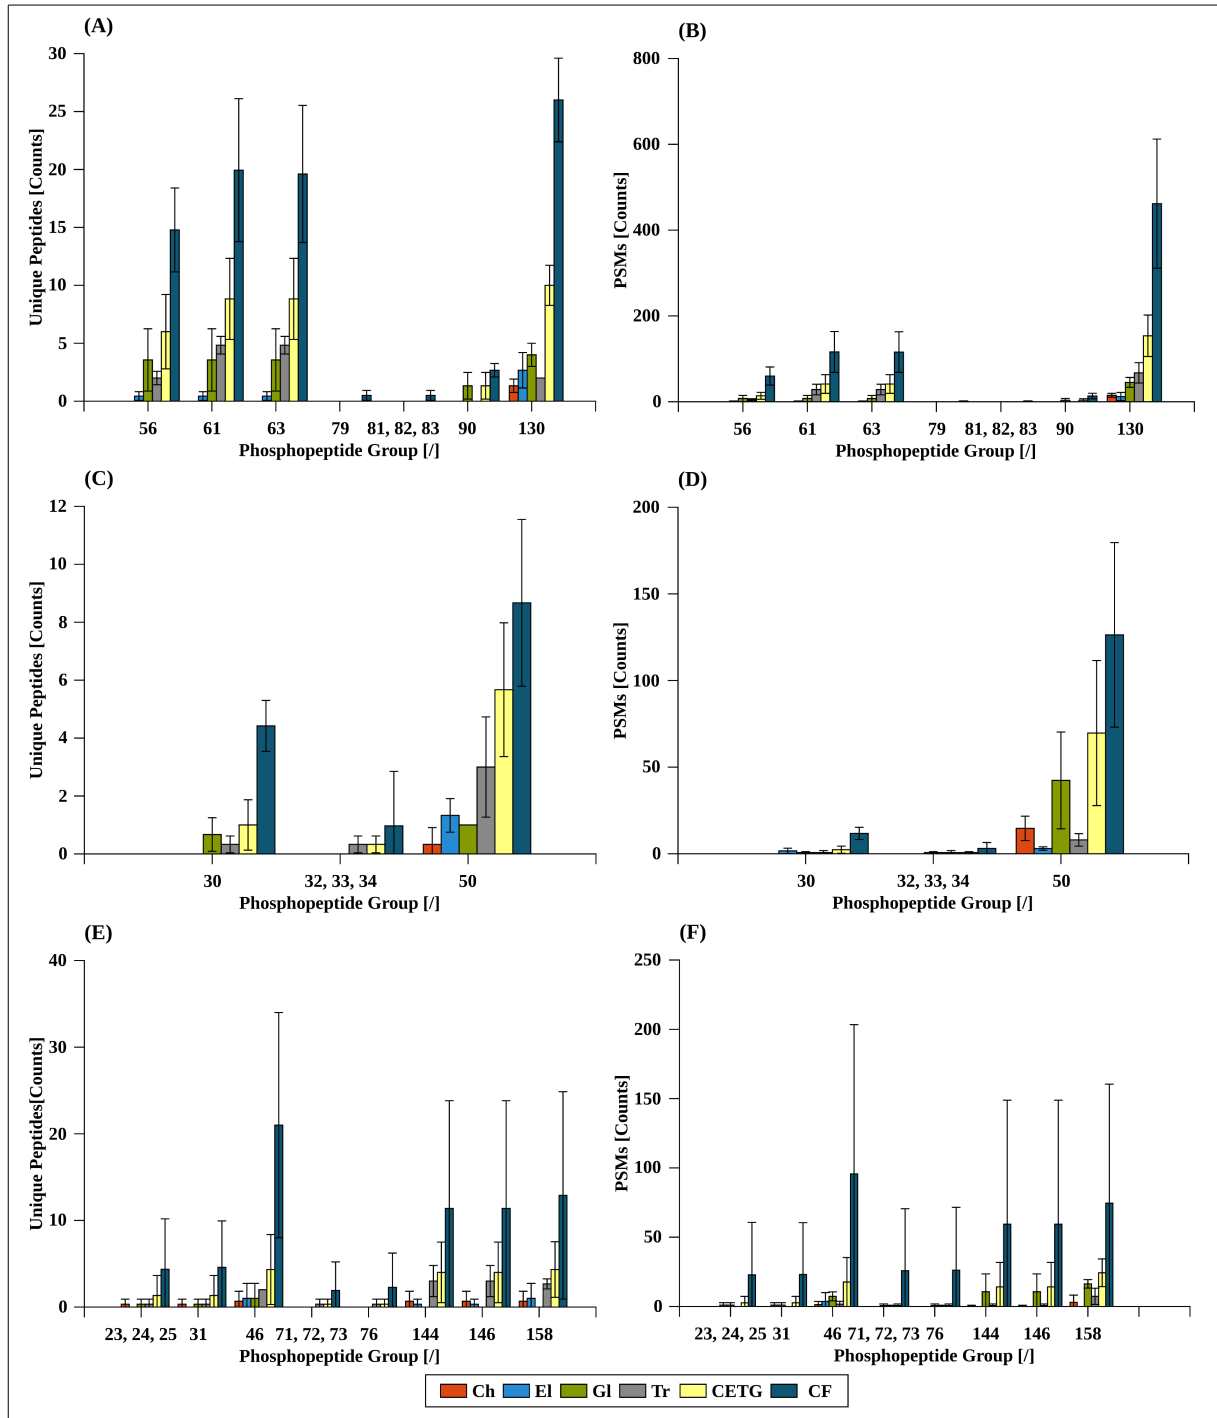 (A)
Unique Peptides [Counts]
30
25
20
15
10
5
0
56 61 63 79 81, 82, 83 90 130
Phosphopeptide Group [/]
(B)
PSMs [Counts]
800
600
400
200
0
56 61 63 79 81, 82, 83 90 130
Phosphopeptide Group [/]
(C)
Unique Peptides [Counts]
12
10
8
6
4
2
0
30 32, 33, 34 50
Phosphopeptide Group [/]
(D)
PSMs [Counts]
200
150
100
50
0
30 32, 33, 34 50
Phosphopeptide Group [/]
(E)
Unique Peptides[Counts]
40
30
20
10
0
23, 24, 25 31 46 71, 72, 73 76 144 146 158
Phosphopeptide Group [/]
(F)
PSMs [Counts]
250
200
150
100
50
0
23, 24, 25 31 46 71, 72, 73 76 144 146 158
Phosphopeptide Group [/]
Ch El Gl Tr CETG CF